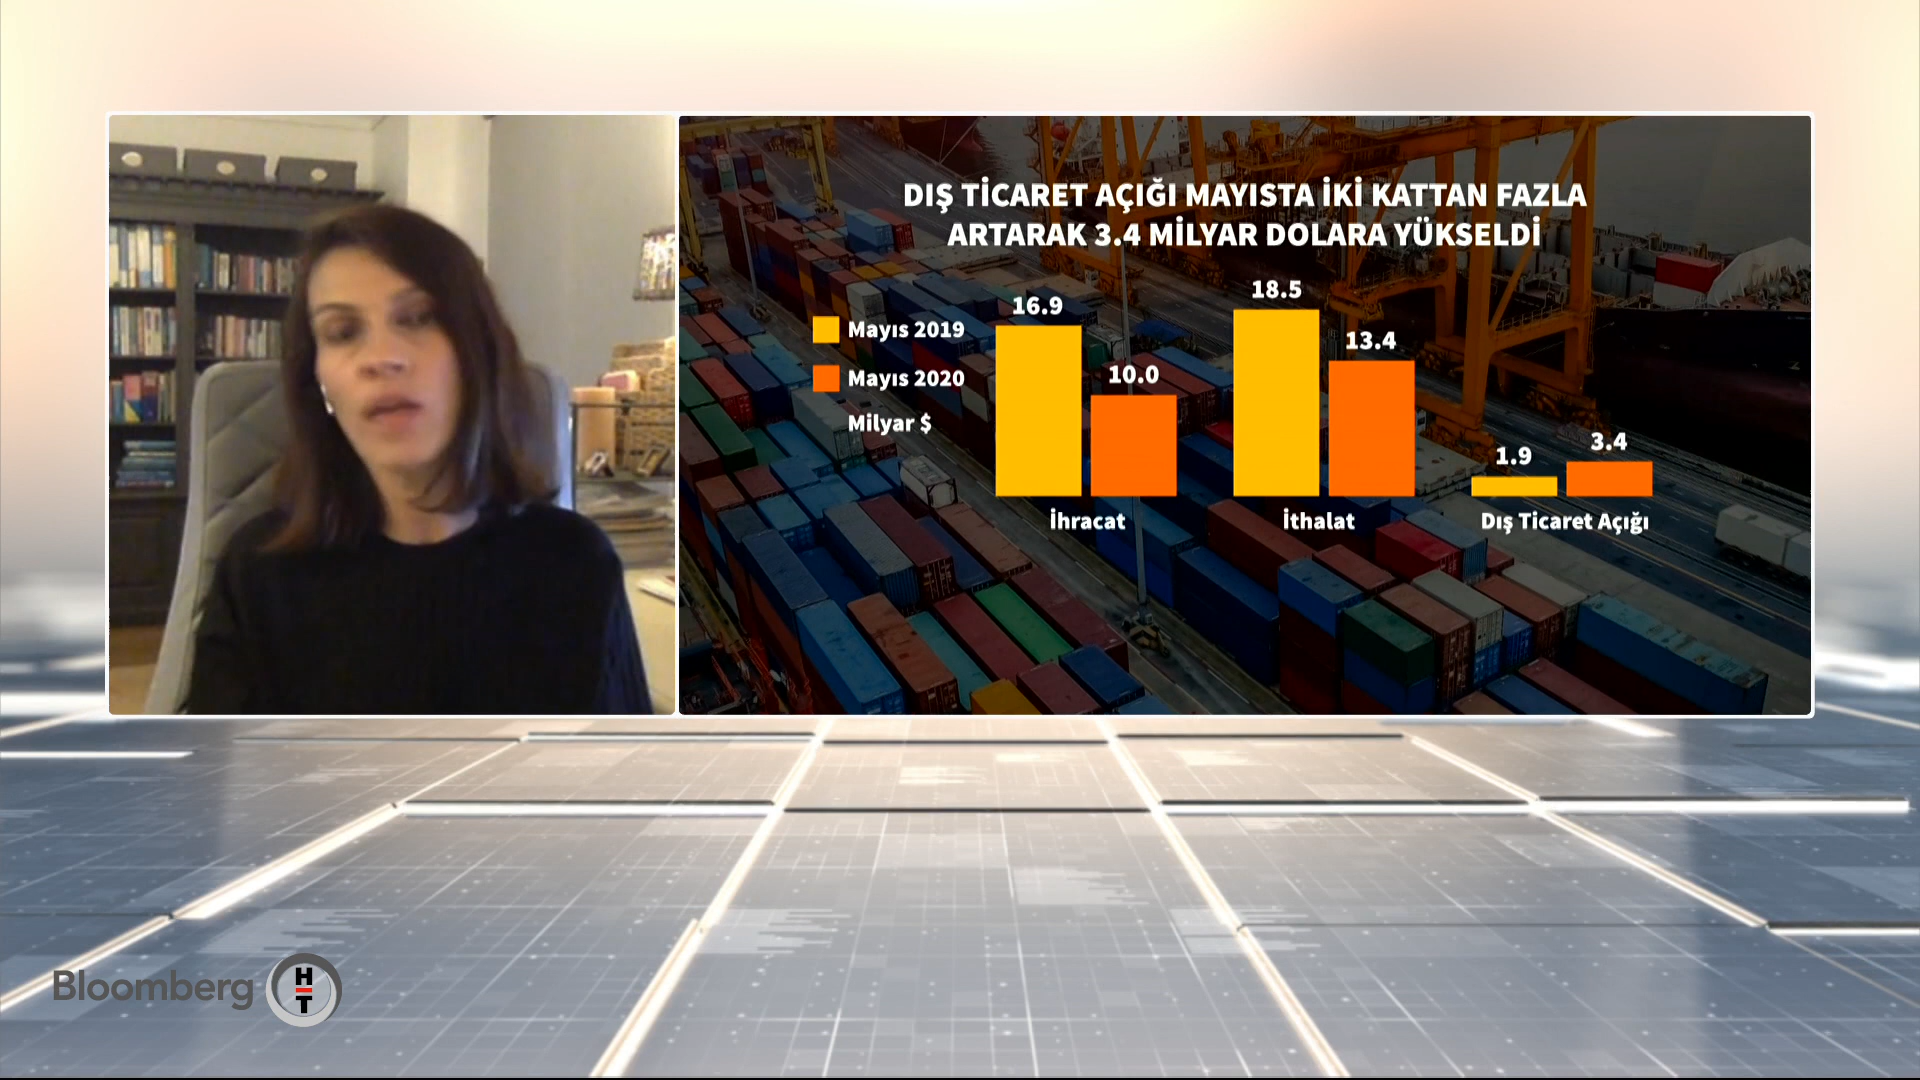 DIŞ TİCARET AÇIĞI MAYISTA İKİ KATTAN FAZLA
ARTARAK 3.4 MİLYAR DOLARA YÜKSELDİ
Mayıs 2019
Mayıs 2020
Milyar $
16.9
10.0
İhracat
18.5
13.4
İthalat
1.9
3.4
Dış Ticaret Açığı
Bloomberg HT